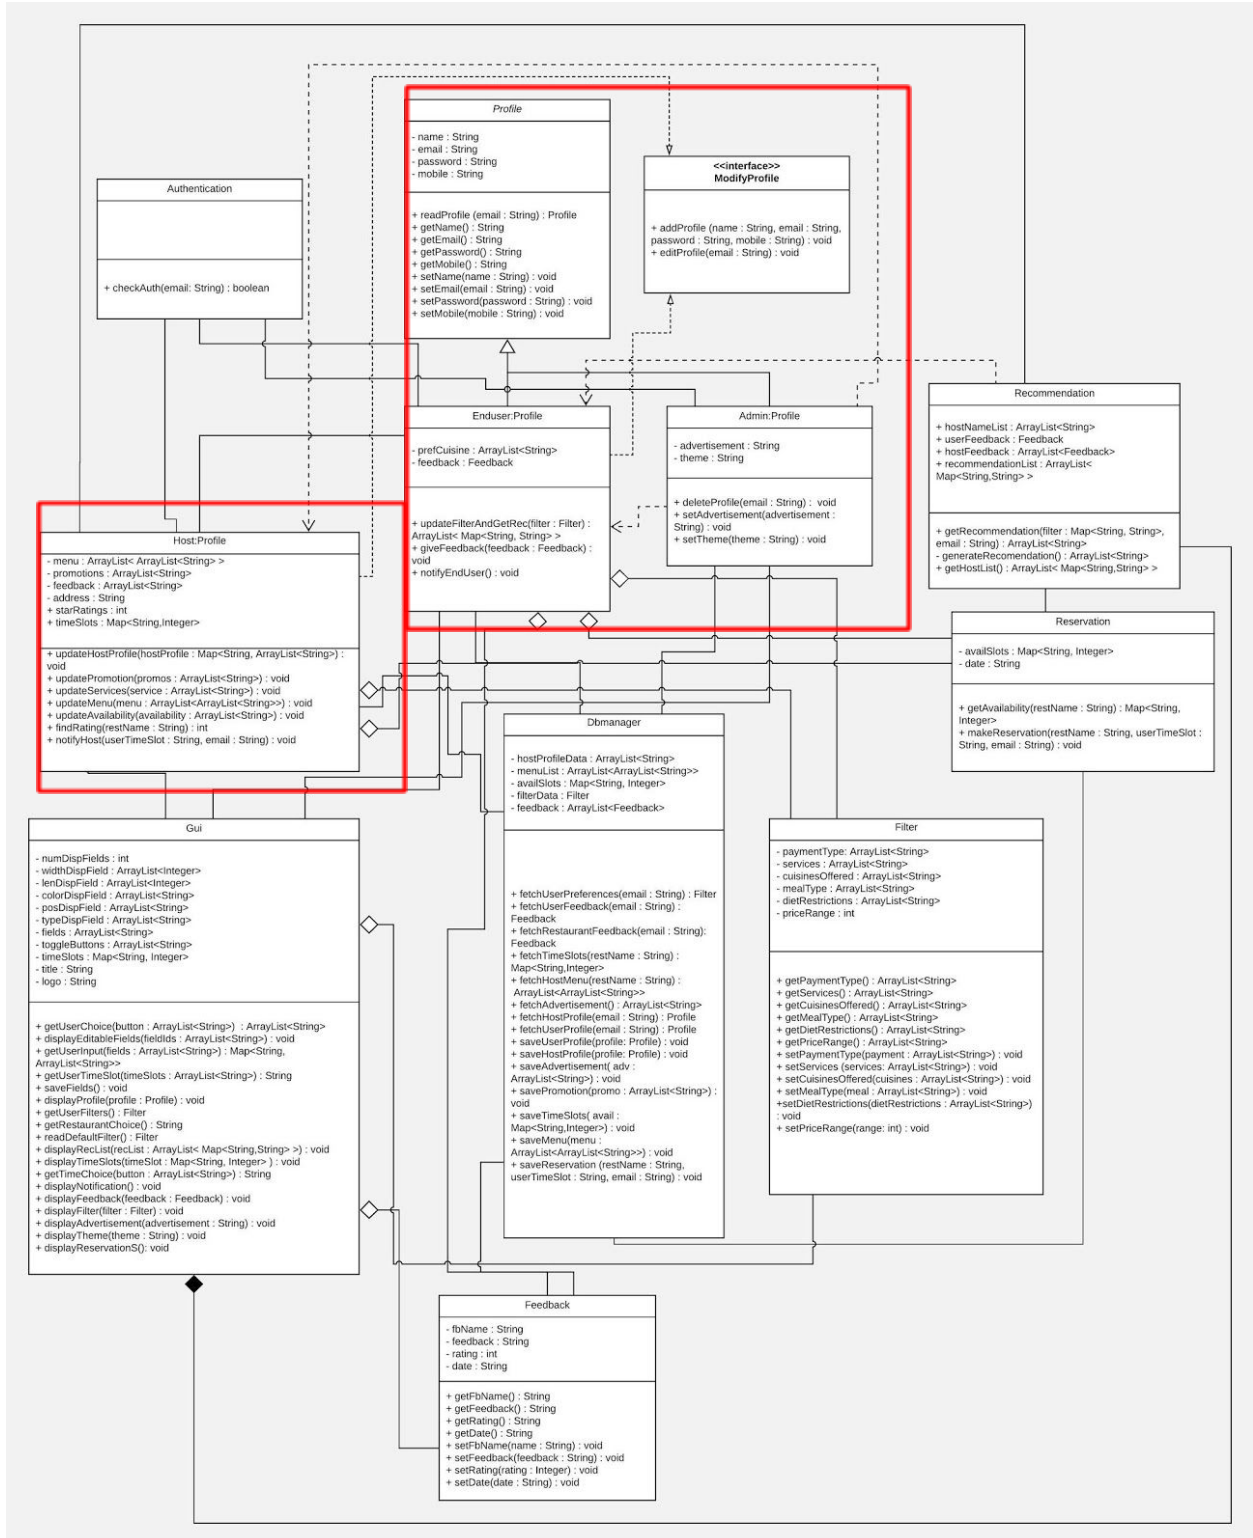 Profile
- name : String
- email : String
- password : String
- mobile : String
+ readProfile (email : String) : Profile
+ getName() : String
+ getEmail() : String
+ getPassword() : String
+ getMobile() : String
+ setName(name : String) : void
+ setEmail(email : String) : void
+ setPassword(password : String) : void
+ setMobile(mobile : String) : void
<<interface>>
ModifyProfile
+ addProfile (name : String, email : String,
password : String, mobile : String) : void
+ editProfile(email : String) : void
Authentication
+ checkAuth(email: String) : boolean
Enduser:Profile
- prefCuisine : ArrayList<String>
- feedback : Feedback
+ updateFilterAndGetRec(filter : Filter) :
ArrayList< Map<String, String> >
+ giveFeedback(feedback : Feedback) :
void
+ notifyEndUser() : void
Admin:Profile
- advertisement : String
- theme : String
+ deleteProfile(email : String) : void
+ setAdvertisement(advertisement :
String) : void
+ setTheme(theme : String) : void
Recommendation
+ hostNameList : ArrayList<String>
+ userFeedback : Feedback
+ hostFeedback : ArrayList<Feedback>
+ recommendationList : ArrayList<
Map<String,String> >
+ getRecommendation(filter : Map<String, String>,
email : String) : ArrayList<String>
- generateRecomendation() : ArrayList<String>
+ getHostList() : ArrayList< Map<String,String> >
Host:Profile
- menu : ArrayList< ArrayList<String> >
- promotions : ArrayList<String>
- feedback : ArrayList<String>
- address : String
+ starRatings : int
+ timeSlots : Map<String,Integer>
+ updateHostProfile(hostProfile : Map<String, ArrayList<String>) :
void
+ updatePromotion(promos : ArrayList<String>) : void
+ updateServices(service : ArrayList<String>) : void
+ updateMenu(menu : ArrayList<ArrayList<String>>) : void
+ updateAvailability(availability : ArrayList<String>) : void
+ findRating(restName : String) : int
+ notifyHost(userTimeSlot : String, email : String) : void
Reservation
- availSlots : Map<String, Integer>
- date : String
+ getAvailability(restName : String) : Map<String,
Integer>
+ makeReservation(restName : String, userTimeSlot :
String, email : String) : void
Dbmanager
- hostProfileData : ArrayList<String>
- menuList : ArrayList<ArrayList<String>>
- availSlots : Map<String, Integer>
- filterData : Filter
- feedback : ArrayList<Feedback>
+ fetchUserPreferences(email : String) : Filter
+ fetchUserFeedback(email : String) :
Feedback
+ fetchRestaurantFeedback(email : String):
Feedback
+ fetchTimeSlots(restName : String) :
Map<String,Integer>
+ fetchHostMenu(restName : String) :
ArrayList<ArrayList<String>>
+ fetchAdvertisement() : ArrayList<String>
+ fetchHostProfile(email : String) : Profile
+ fetchUserProfile(email : String) : Profile
+ saveUserProfile(profile: Profile) : void
+ saveHostProfile(profile: Profile) : void
+ saveAdvertisement( adv :
ArrayList<String>) : void
+ savePromotion(promo : ArrayList<String>) :
void
+ saveTimeSlots( avail :
Map<String,Integer>) : void
+ saveMenu(menu :
ArrayList<ArrayList<String>>) : void
+ saveReservation (restName : String,
userTimeSlot : String, email : String) : void
Gui
- numDispFields : int
- widthDispField : ArrayList<Integer>
- lenDispField : ArrayList<Integer>
- colorDispField : ArrayList<String>
- posDispField : ArrayList<String>
- typeDispField : ArrayList<String>
- fields : ArrayList<String>
- toggleButtons : ArrayList<String>
- timeSlots : Map<String, Integer>
- title : String
- logo : String
+ getUserChoice(button : ArrayList<String>) : ArrayList<String>
+ displayEditableFields(fieldIds : ArrayList<String>) : void
+ getUserInput(fields : ArrayList<String>) : Map<String,
ArrayList<String>>
+ getUserTimeSlot(timeSlots : ArrayList<String>) : String
+ saveFields() : void
+ displayProfile(profile : Profile) : void
+ getUserFilters() : Filter
+ getRestaurantChoice() : String
+ readDefaultFilter() : Filter
+ displayRecList(recList : ArrayList< Map<String,String> >) : void
+ displayTimeSlots(timeSlot : Map<String, Integer> ) : void
+ getTimeChoice(button : ArrayList<String>) : String
+ displayNotification() : void
+ displayFeedback(feedback : Feedback) : void
+ displayFilter(filter : Filter) : void
+ displayAdvertisement(advertisement : String) : void
+ displayTheme(theme : String) : void
+ displayReservationS(): void
Filter
- paymentType: ArrayList<String>
- services : ArrayList<String>
- cuisinesOffered : ArrayList<String>
- mealType : ArrayList<String>
- dietRestrictions : ArrayList<String>
- priceRange : int
+ getPaymentType() : ArrayList<String>
+ getServices() : ArrayList<String>
+ getCuisinesOffered() : ArrayList<String>
+ getMealType() : ArrayList<String>
+ getDietRestrictions() : ArrayList<String>
+ getPriceRange() : ArrayList<String>
+ setPaymentType(payment : ArrayList<String>) : void
+ setServices (services: ArrayList<String>) : void
+ setCuisinesOffered(cuisines : ArrayList<String>) : void
+ setMealType(meal : ArrayList<String>) : void
+setDietRestrictions(dietRestrictions : ArrayList<String>)
: void
+ setPriceRange(range: int) : void
Feedback
- fbName : String
- feedback : String
- rating : int
- date : String
+ getFbName() : String
+ getFeedback() : String
+ getRating() : String
+ getDate() : String
+ setFbName(name : String) : void
+ setFeedback(feedback : String) : void
+ setRating(rating : Integer) : void
+ setDate(date : String) : void